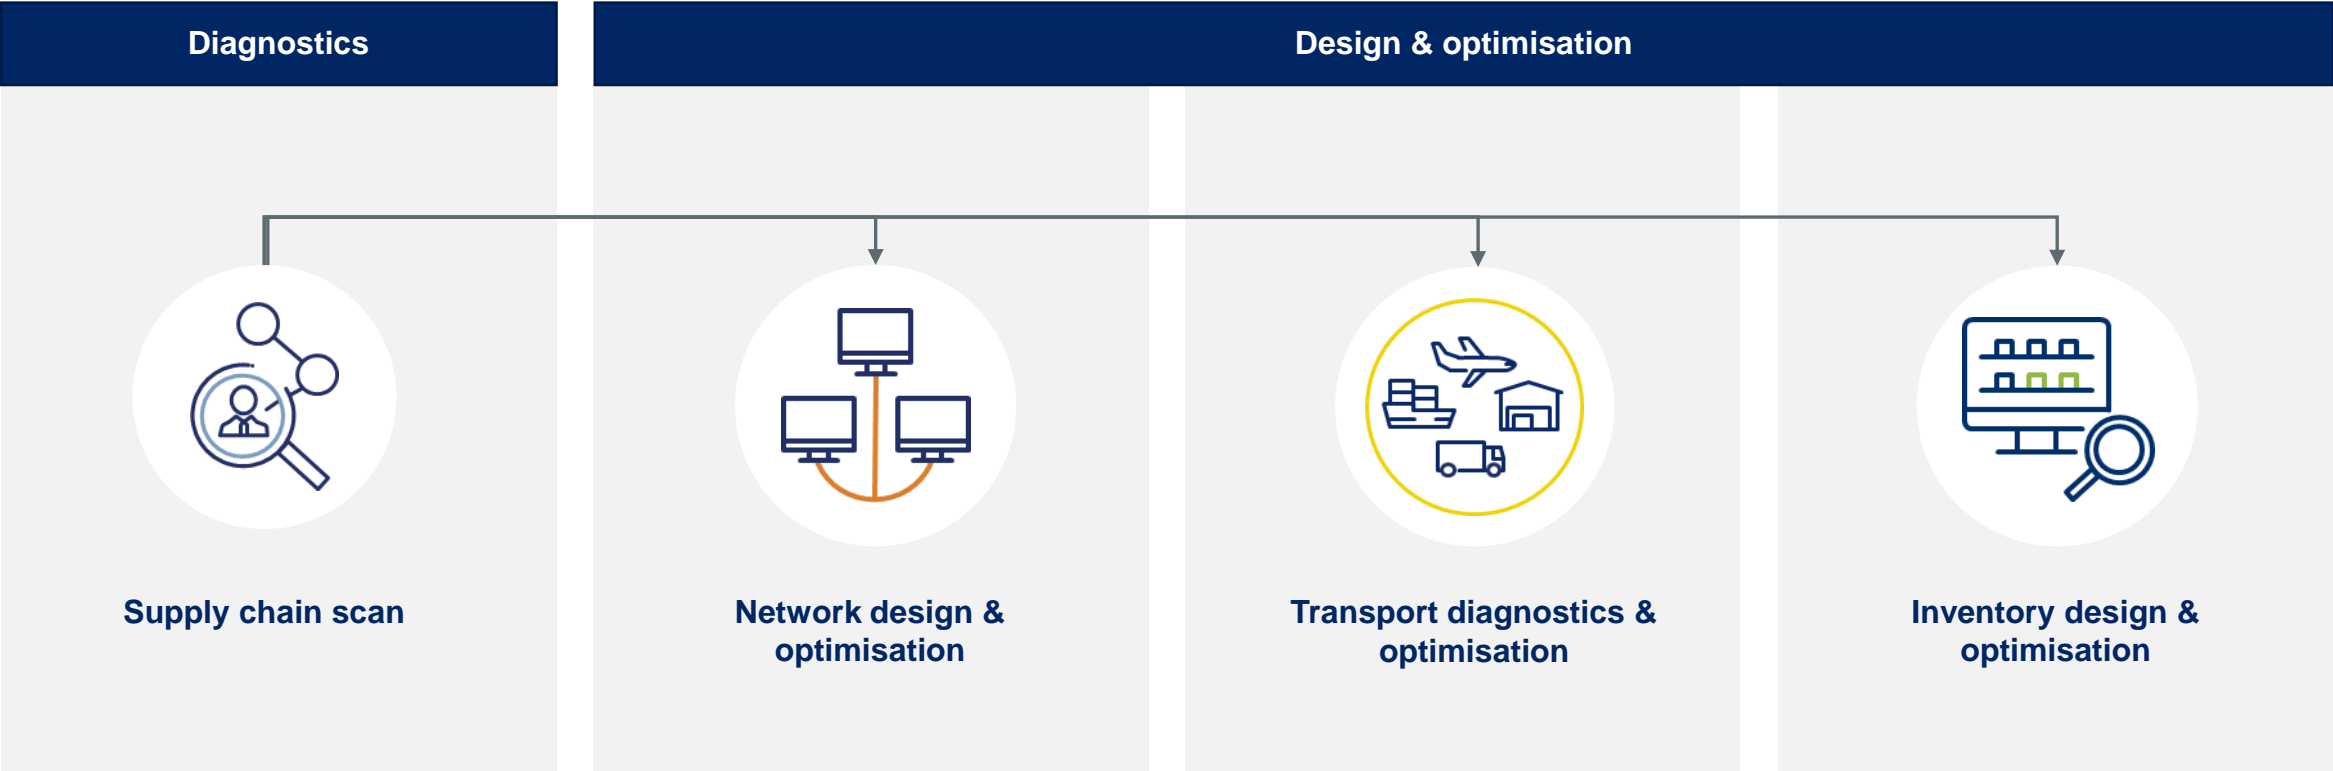 Diagnostics
Design & optimisation
Supply chain scan
Network design &
optimisation
Transport diagnostics &
optimisation
Inventory design &
optimisation